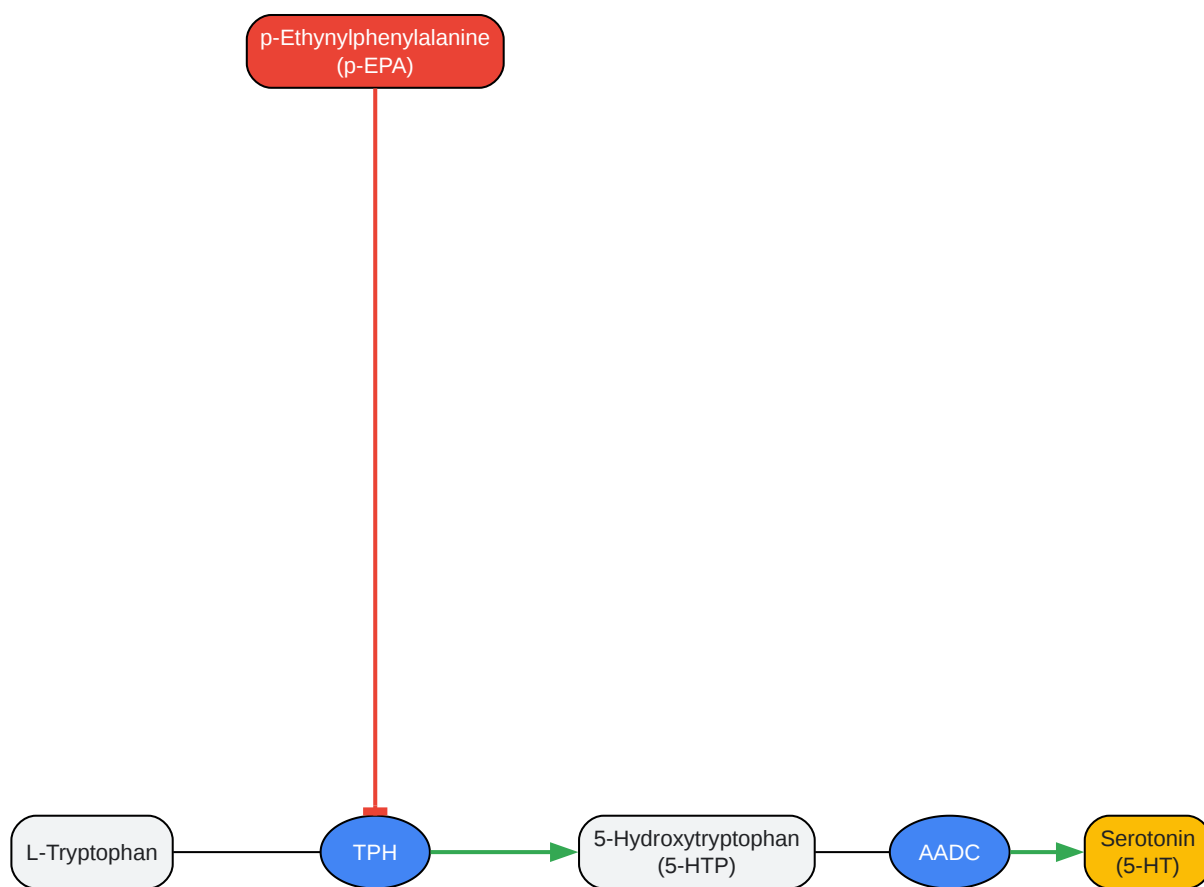 p-Ethynylphenylalanine
(p-EPA)
L-Tryptophan
TPH
5-Hydroxytryptophan
(5-HTP)
AADC
Serotonin
(5-HT)